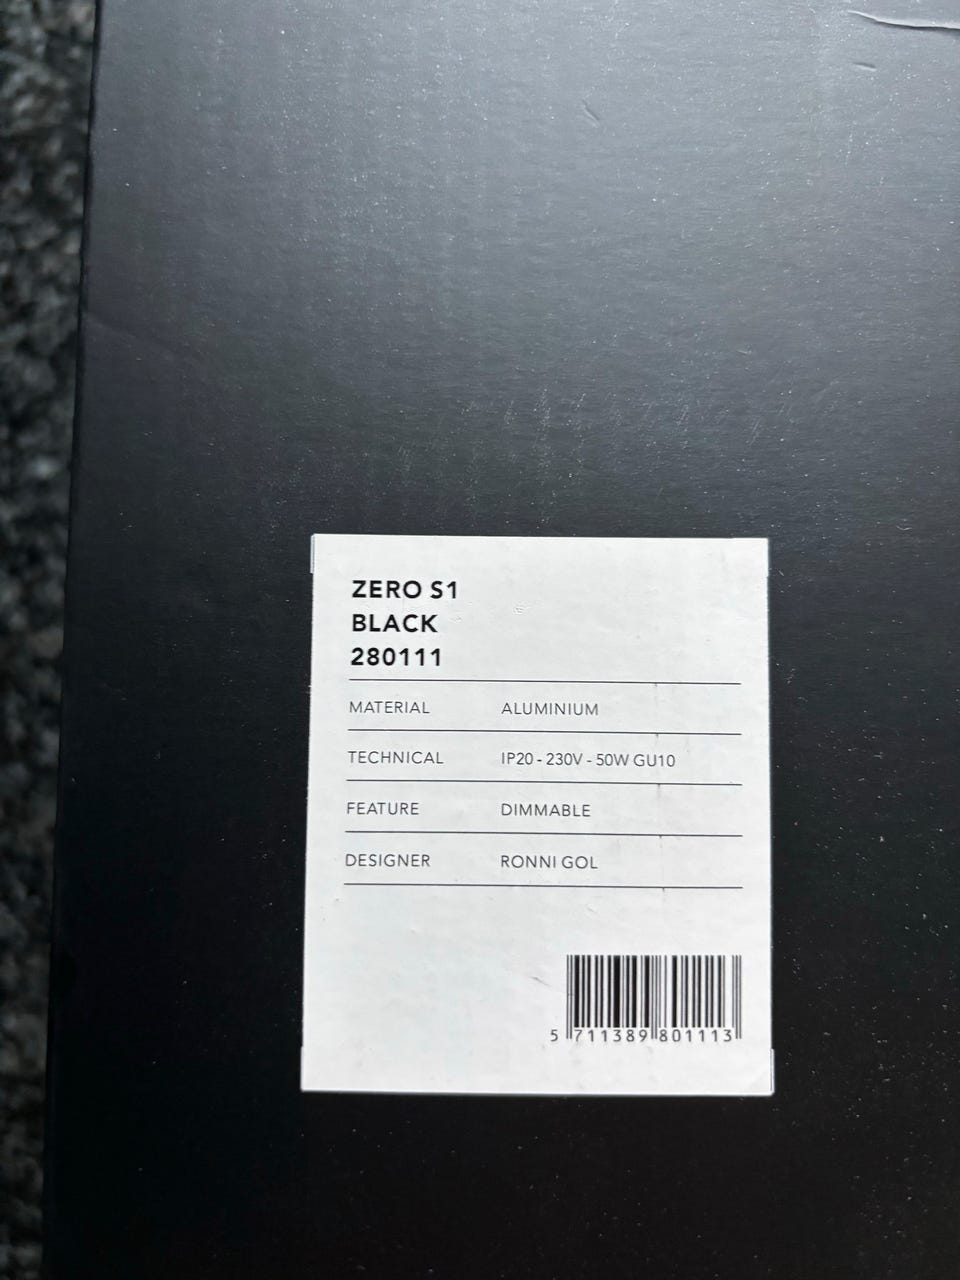 ZERO S1
BLACK
280111
MATERIAL ALUMINIUM
TECHNICAL IP20 - 230V - 50W GU10
FEATURE DIMMABLE
DESIGNER RONNI GOL
5 711389 801113